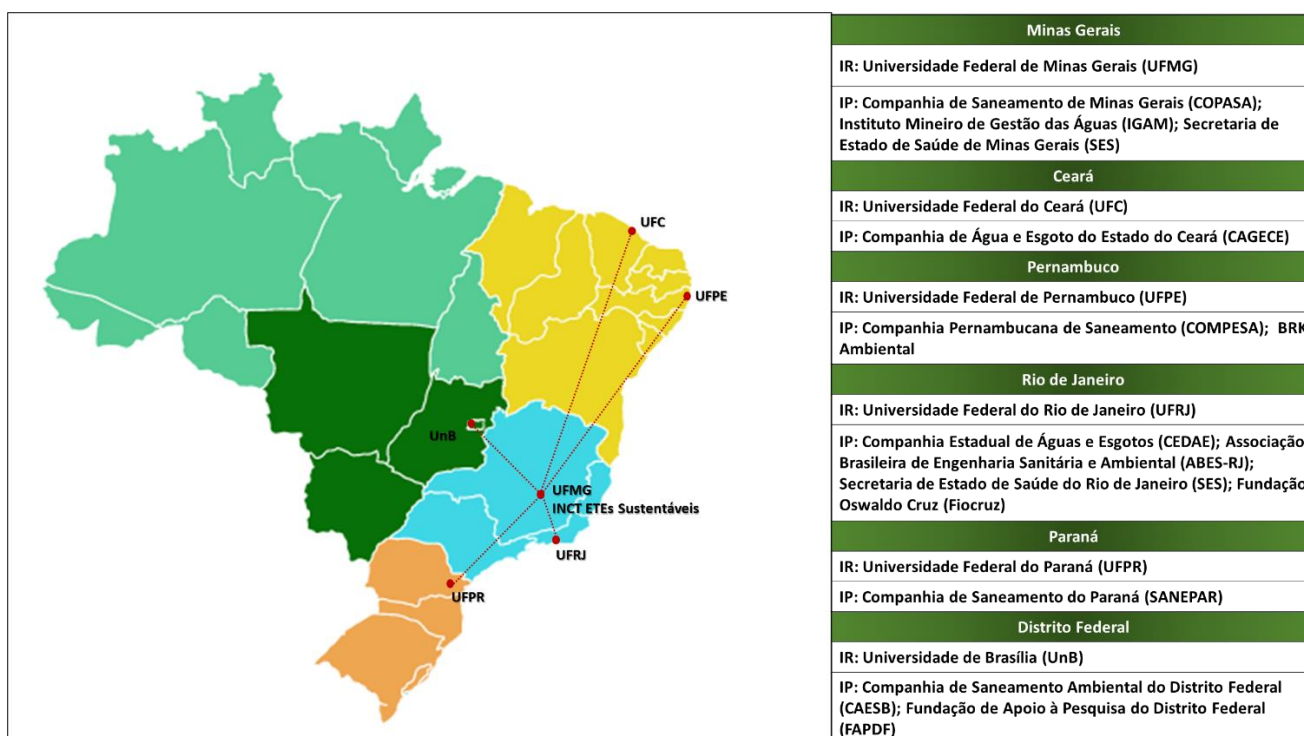 UFC
UFPE
UnB
UFMG
INCT ETEs Sustentáveis
UFRJ
UFPR
Minas Gerais
IR: Universidade Federal de Minas Gerais (UFMG)
IP: Companhia de Saneamento de Minas Gerais (COPASA);
Instituto Mineiro de Gestão das Águas (IGAM); Secretaria de
Estado de Saúde de Minas Gerais (SES)
Ceará
IR: Universidade Federal do Ceará (UFC)
IP: Companhia de Água e Esgoto do Estado do Ceará (CAGECE)
Pernambuco
IR: Universidade Federal de Pernambuco (UFPE)
IP: Companhia Pernambucana de Saneamento (COMPESA); BRK
Ambiental
Rio de Janeiro
IR: Universidade Federal do Rio de Janeiro (UFRJ)
IP: Companhia Estadual de Águas e Esgotos (CEDAE); Associação
Brasileira de Engenharia Sanitária e Ambiental (ABES-RJ);
Secretaria de Estado de Saúde do Rio de Janeiro (SES); Fundação
Oswaldo Cruz (Fiocruz)
Paraná
IR: Universidade Federal do Paraná (UFPR)
IP: Companhia de Saneamento do Paraná (SANEPAR)
Distrito Federal
IR: Universidade de Brasília (UnB)
IP: Companhia de Saneamento Ambiental do Distrito Federal
(CAESB); Fundação de Apoio à Pesquisa do Distrito Federal
(FAPDF)